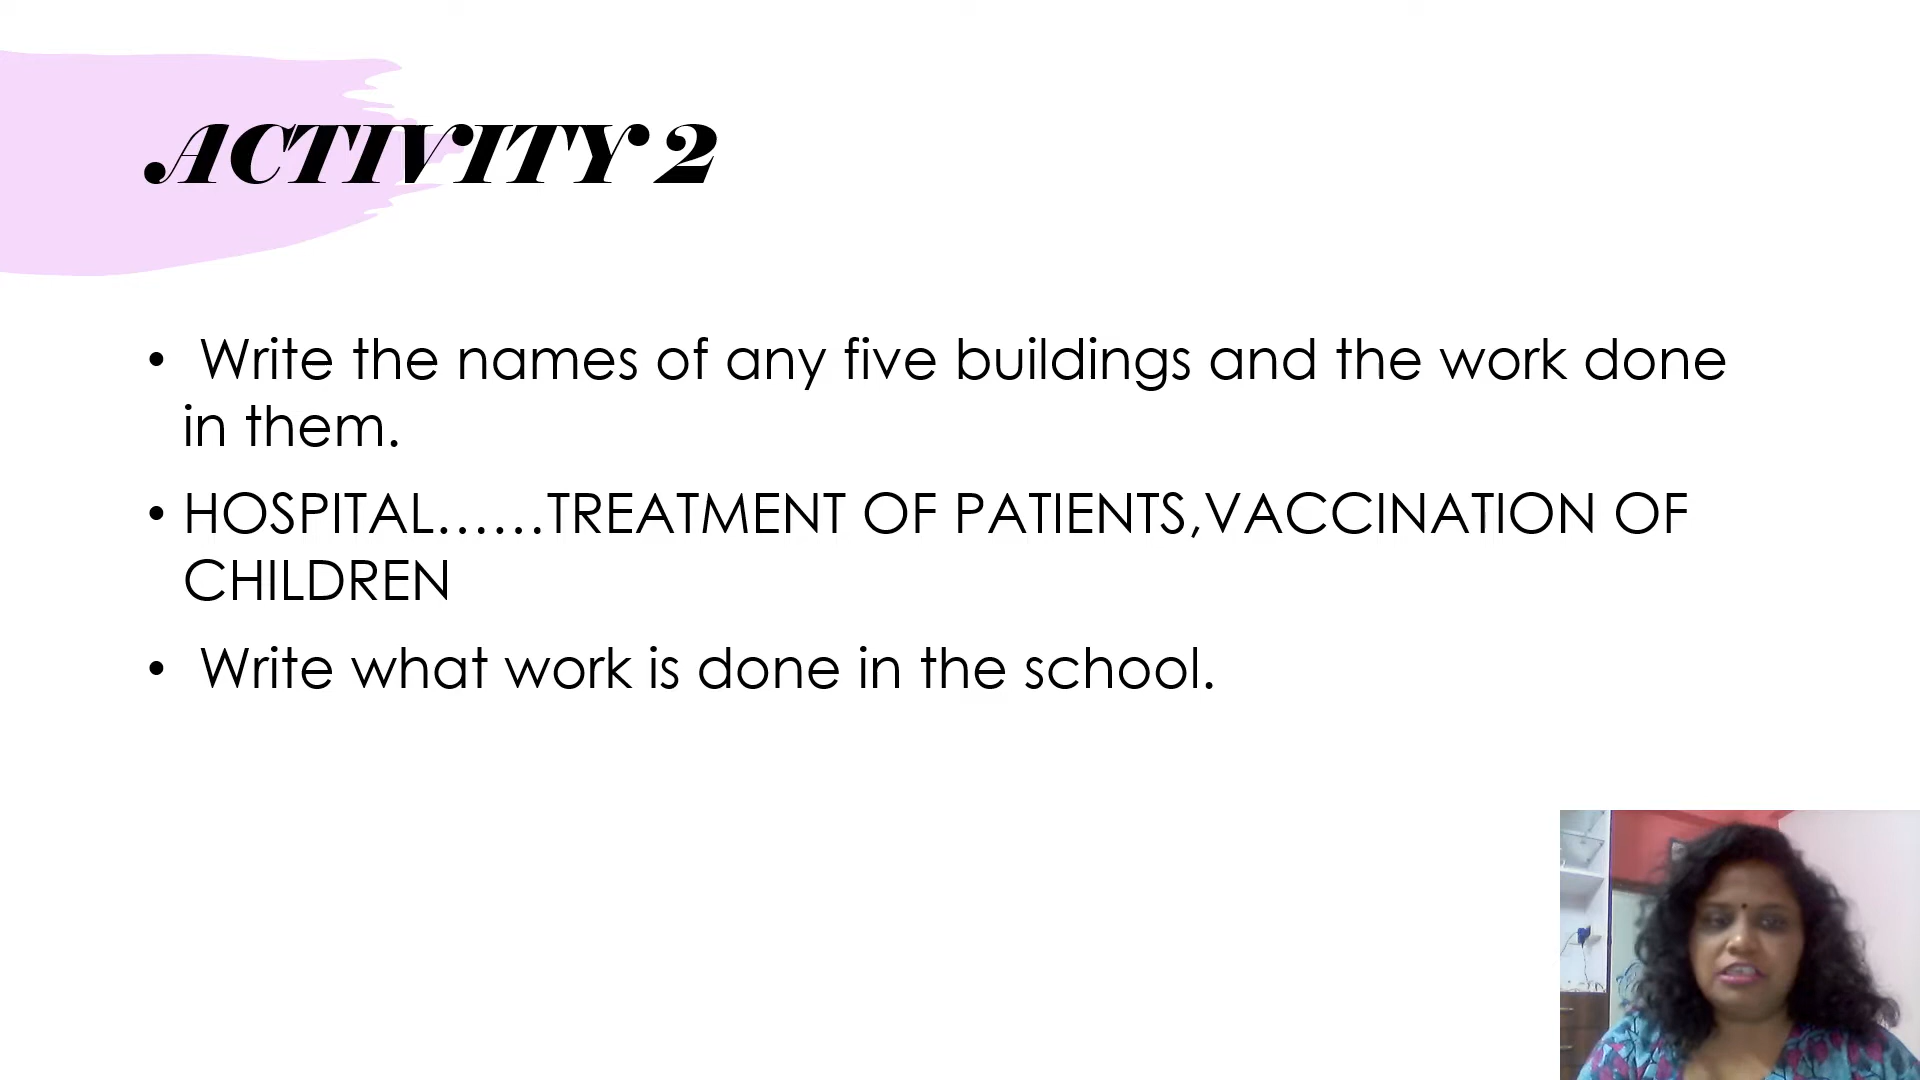 ACTIVITY 2
• Write the names of any five buildings and the work done
in them.
• HOSPITAL……TREATMENT OF PATIENTS,VACCINATION OF
CHILDREN
• Write what work is done in the school.